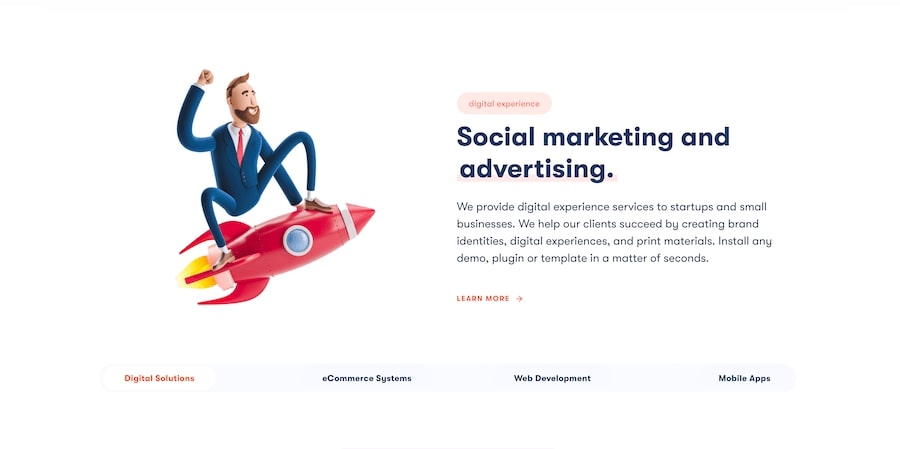 digital experience
Social marketing and
advertising.
We provide digital experience services to startups and small
businesses. We help our clients succeed by creating brand
identities, digital experiences, and print materials. Install any
demo, plugin or template in a matter of seconds.
LEARN MORE →
Digital Solutions
eCommerce Systems
Web Development
Mobile Apps